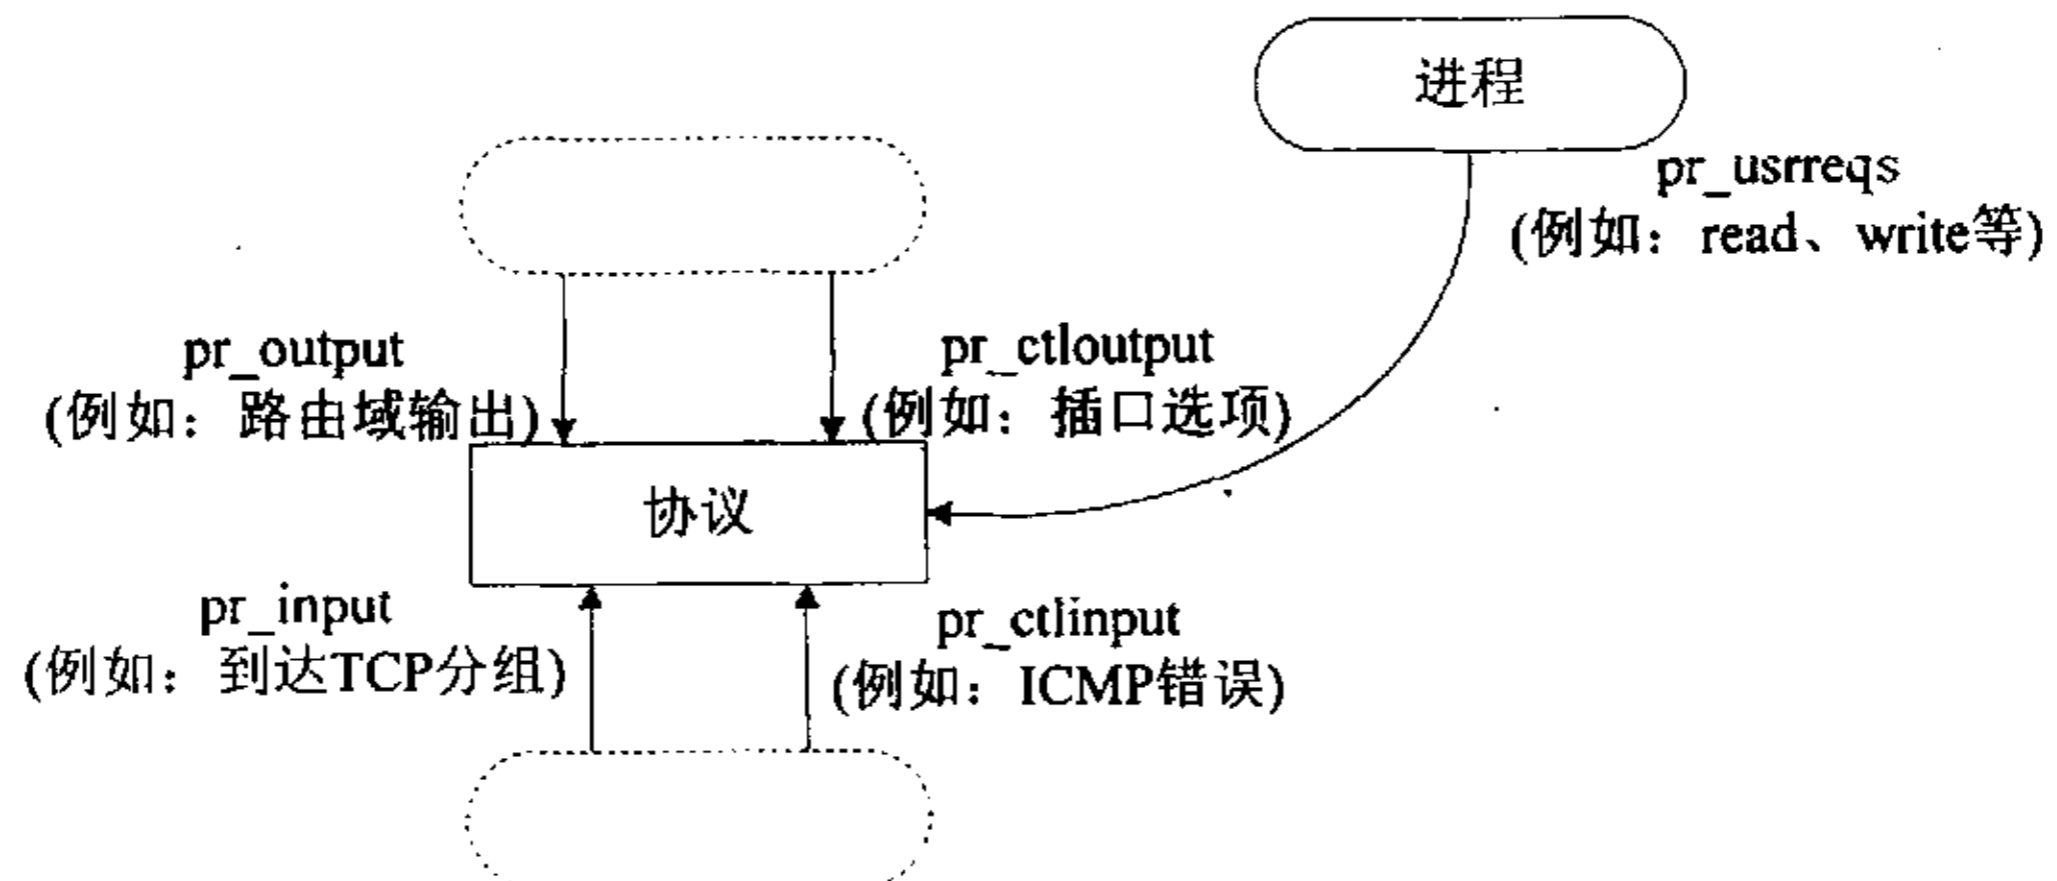 进程
pr_usrreqs
(例如：read、write等)
pr_output
(例如：路由域输出)
pr_ctloutput
(例如：插口选项)
协议
pr_input
(例如：到达TCP分组)
pr_ctlinput
(例如：ICMP错误)